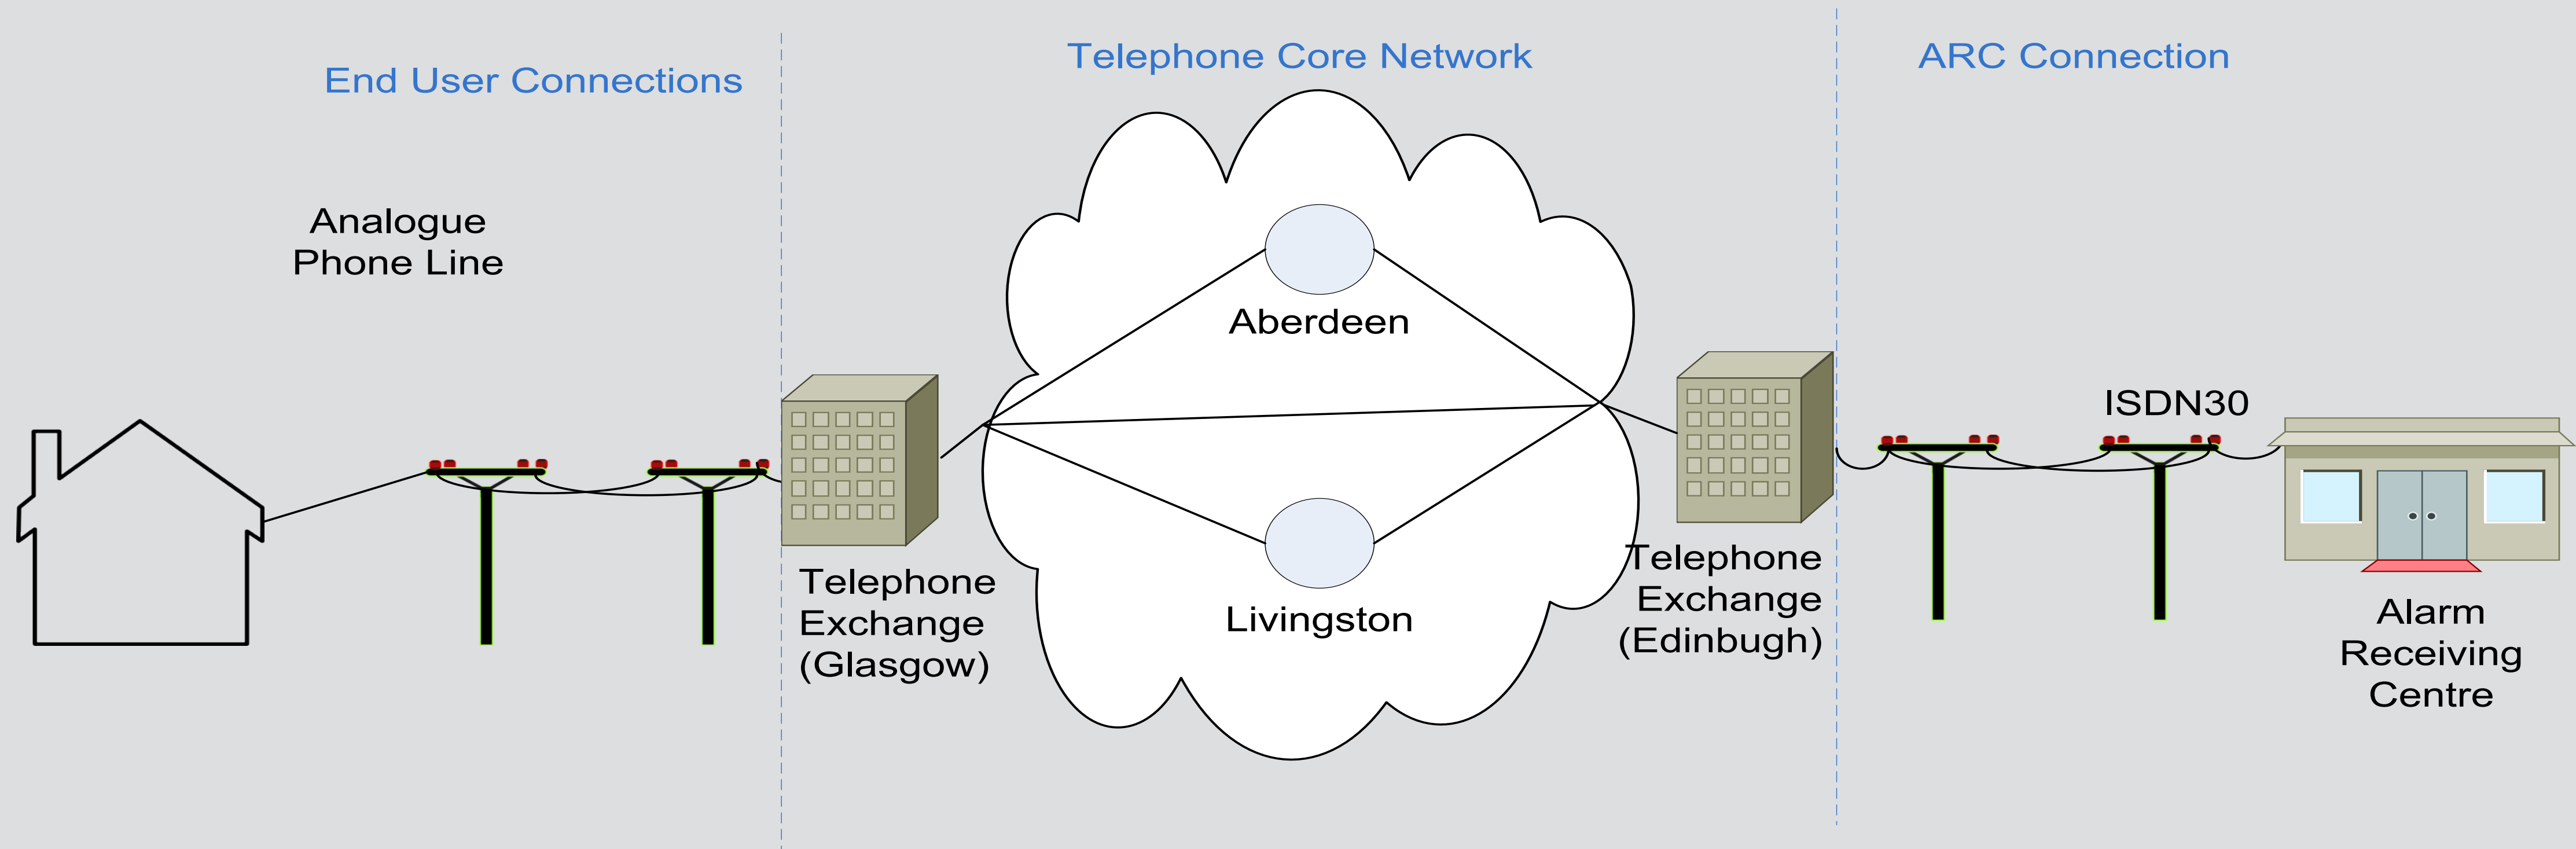 End User Connections
Telephone Core Network
ARC Connection
Analogue
Phone Line
Aberdeen
ISDN30
Telephone
Exchange
(Glasgow)
Livingston
Telephone
Exchange
(Edinbugh)
Alarm
Receiving
Centre